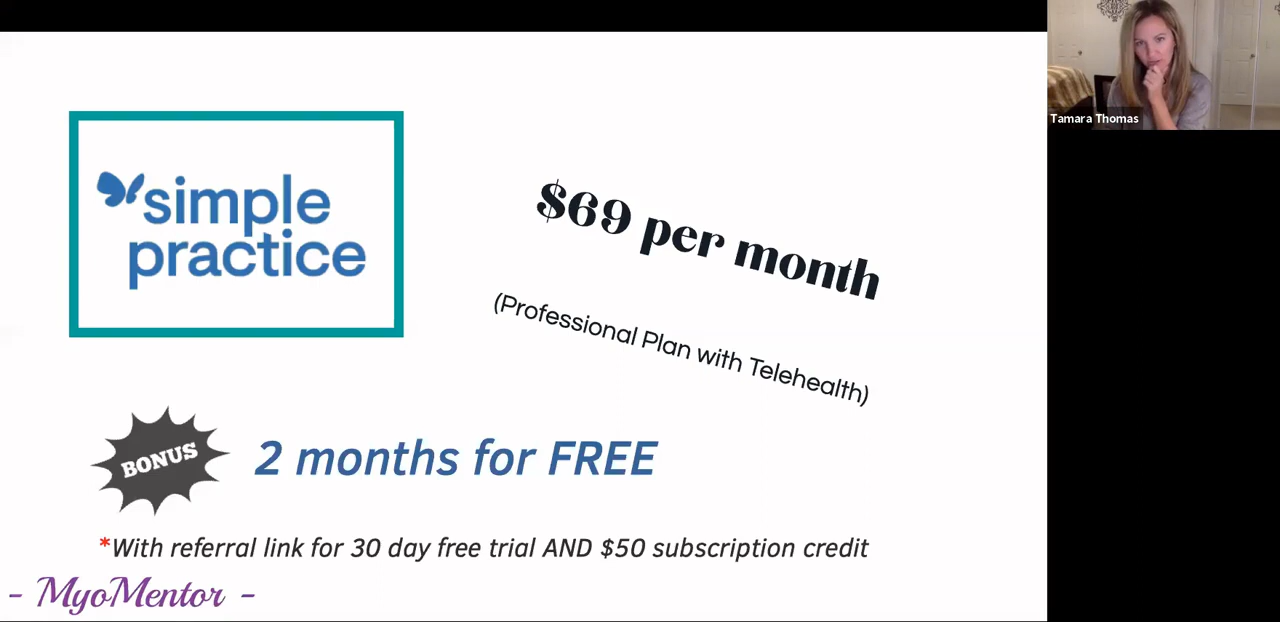 simple
practice
$69 per month
(Professional Plan with Telehealth)
BONUS
2 months for FREE
*With referral link for 30 day free trial AND $50 subscription credit
- MyoMentor -
Tamara Thomas